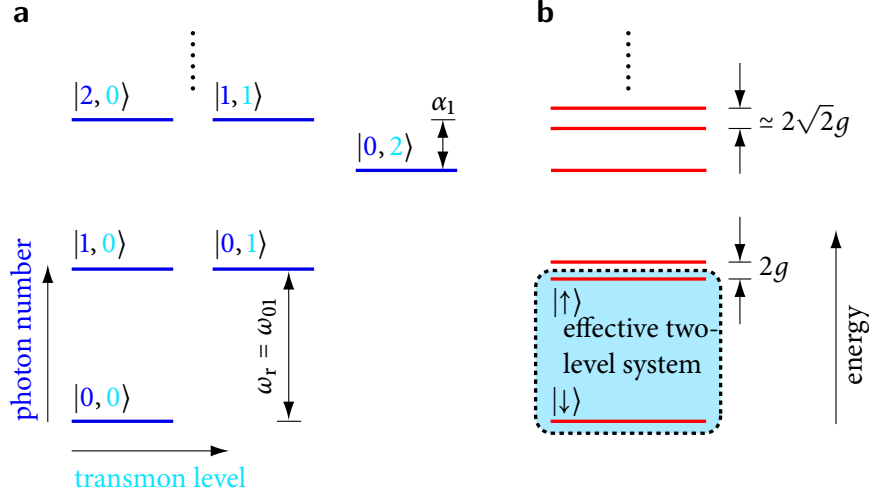 a
|2, 0⟩
|1, 1⟩
α₁
|0, 2⟩
|1, 0⟩
|0, 1⟩
ωᵣ = ω₀₁
|0, 0⟩
photon number
transmon level
b
≃ 2√2g
2g
|↑⟩
effective two-
level system
|↓⟩
energy